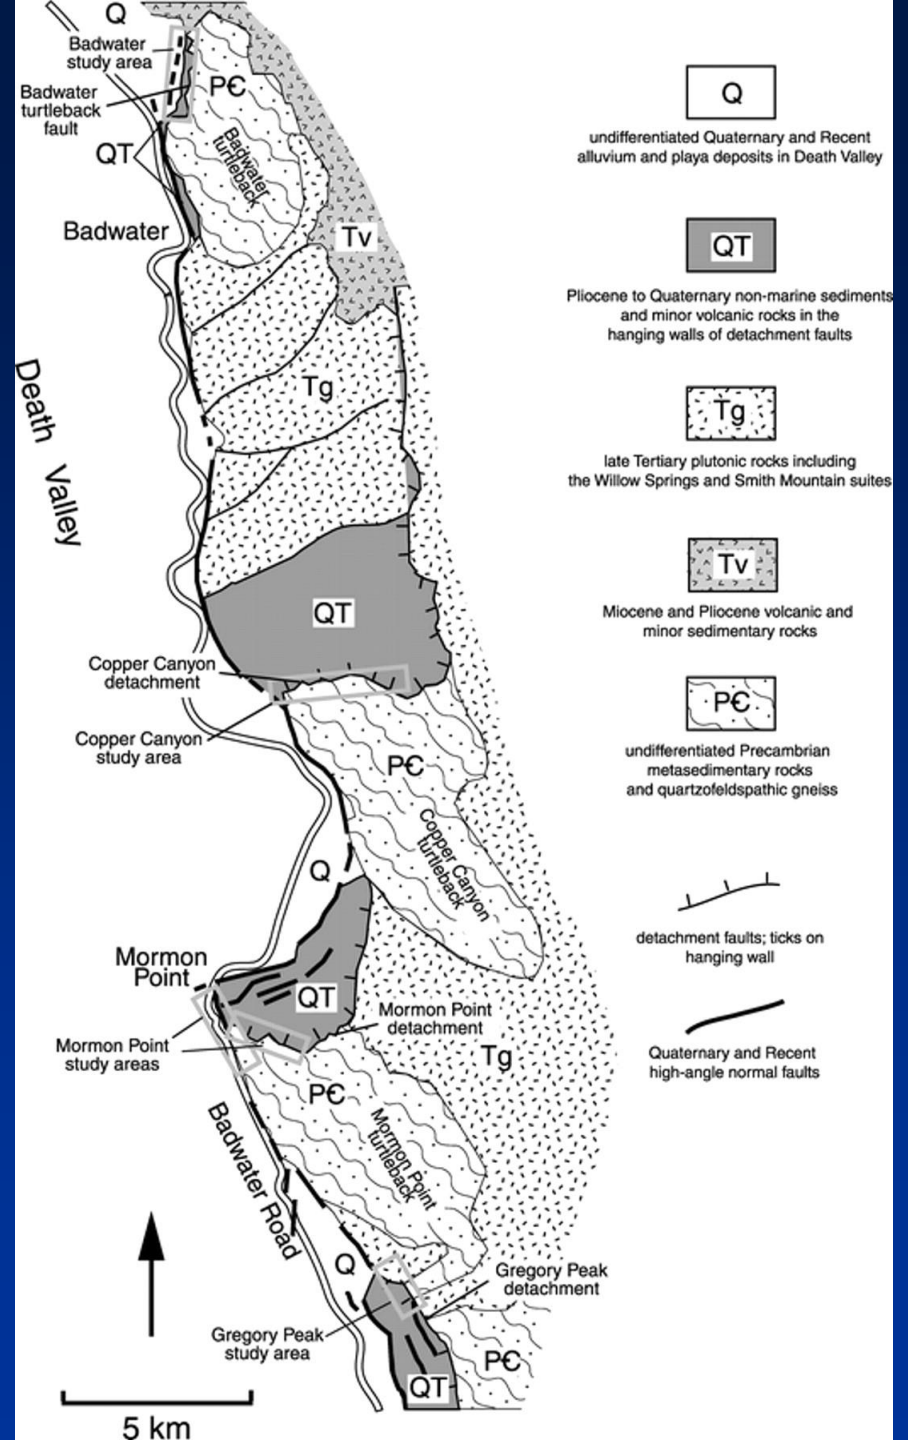 Q
Badwater
study area
Badwater
turtleback
fault
QT
PЄ
Badwater
turtleback
Badwater
Tv
Death Valley
Tg
QT
Copper Canyon
detachment
Copper Canyon
study area
PЄ
Copper Canyon
turtleback
Q
Mormon
Point
QT
Mormon Point
detachment
Mormon Point
study areas
Tg
PЄ
Mormon Point
turtleback
Badwater Road
Q
Gregory Peak
detachment
Gregory Peak
study area
PЄ
QT
5 km
Q
undifferentiated Quaternary and Recent
alluvium and playa deposits in Death Valley
QT
Pliocene to Quaternary non-marine sediments
and minor volcanic rocks in the
hanging walls of detachment faults
Tg
late Tertiary plutonic rocks including
the Willow Springs and Smith Mountain suites
Tv
Miocene and Pliocene volcanic and
minor sedimentary rocks
PЄ
undifferentiated Precambrian
metasedimentary rocks
and quartzofeldspathic gneiss
detachment faults; ticks on
hanging wall
Quaternary and Recent
high-angle normal faults